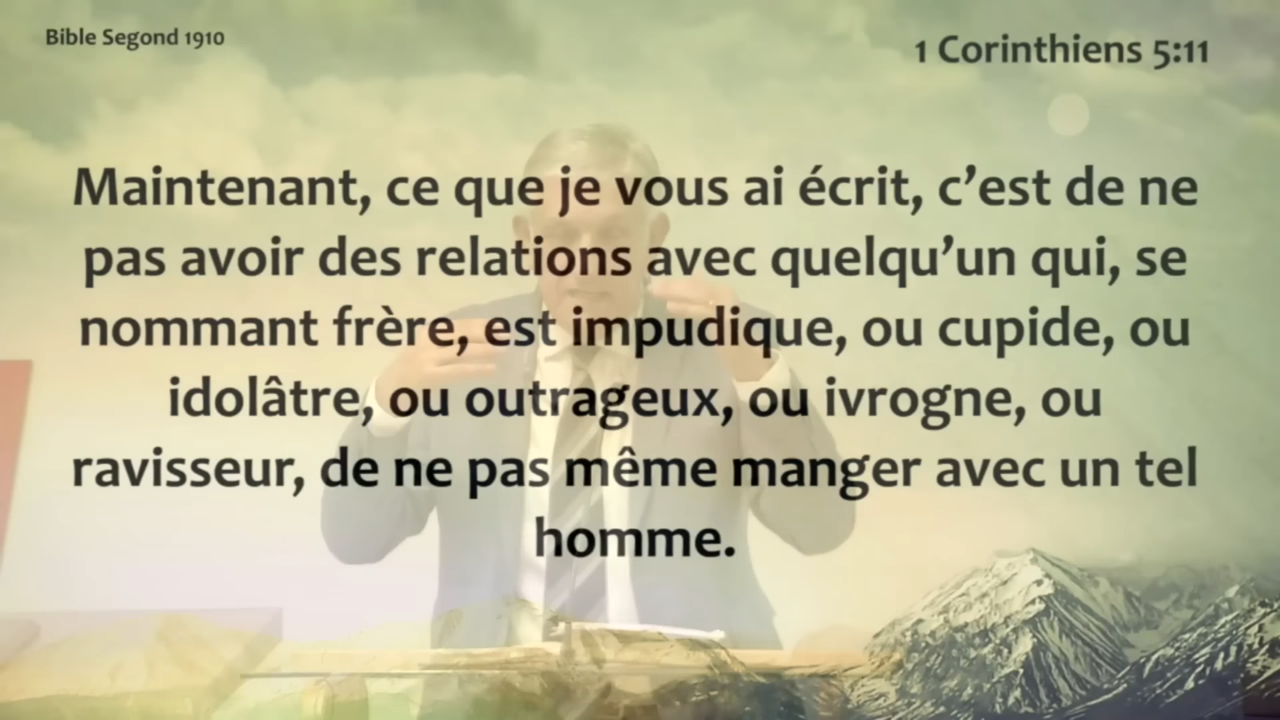 Bible Segond 1910
1 Corinthiens 5:11
Maintenant, ce que je vous ai écrit, c’est de ne
pas avoir des relations avec quelqu’un qui, se
nommant frère, est impudique, ou cupide, ou
idolâtre, ou outrageux, ou ivrogne, ou
ravisseur, de ne pas même manger avec un tel
homme.